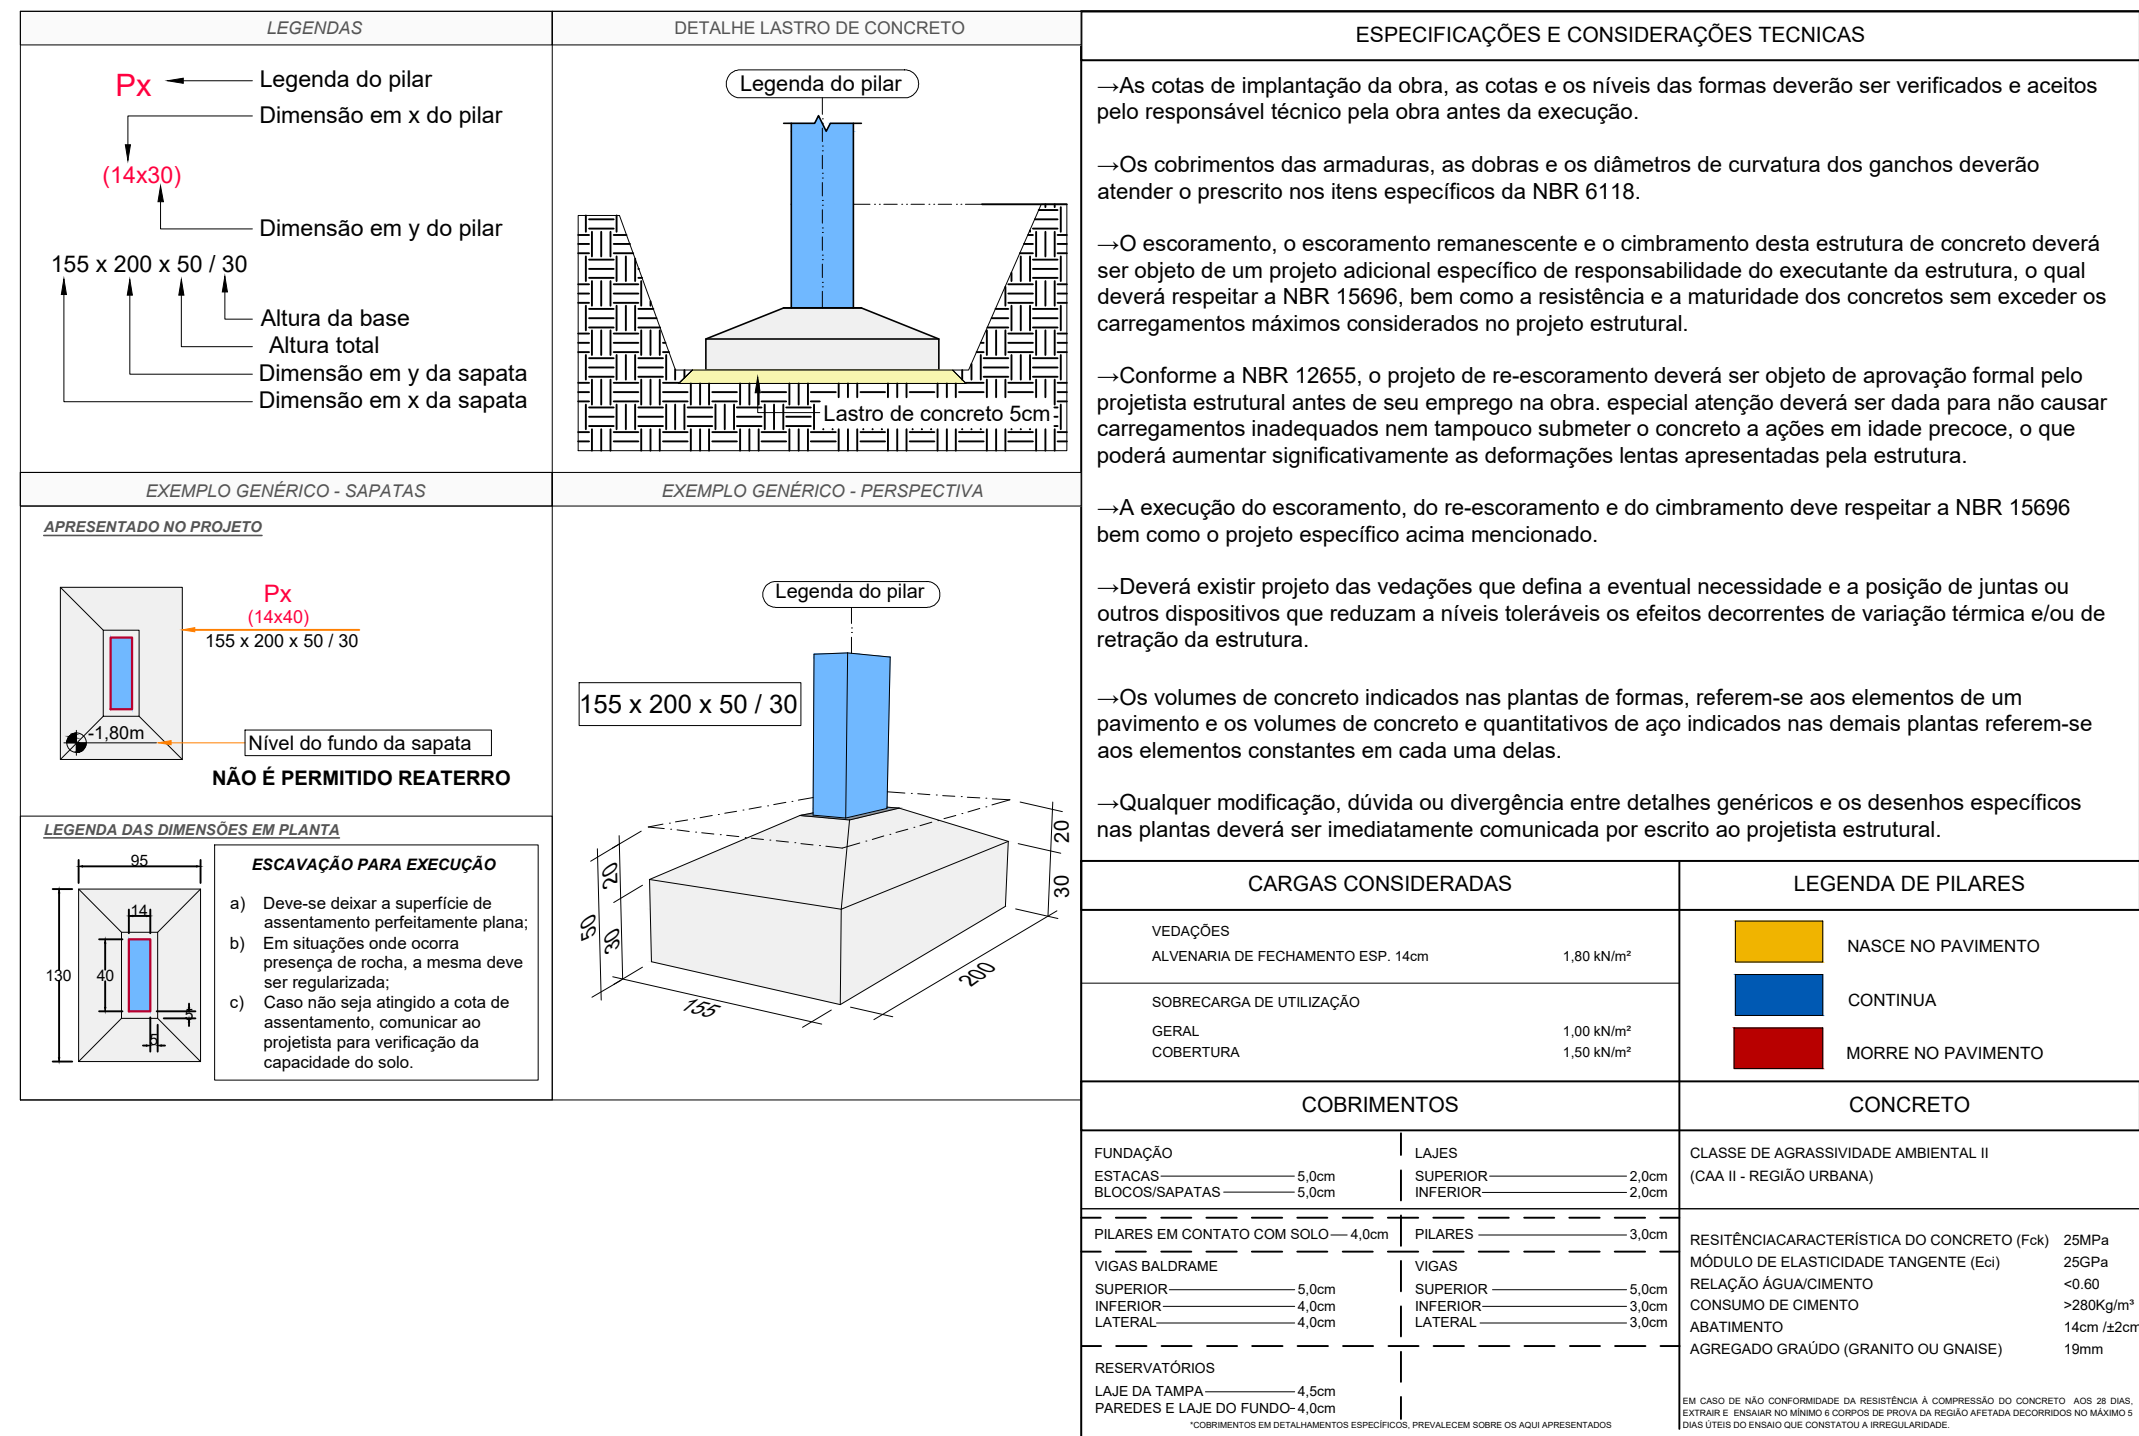 LEGENDAS
Px
Legenda do pilar
Dimensão em x do pilar
(14x30)
Dimensão em y do pilar
155 x 200 x 50 / 30
Altura da base
Altura total
Dimensão em y da sapata
Dimensão em x da sapata
DETALHE LASTRO DE CONCRETO
Legenda do pilar
Lastro de concreto 5cm
EXEMPLO GENÉRICO - SAPATAS
APRESENTADO NO PROJETO
Px
(14x40)
155 x 200 x 50 / 30
-1,80m
Nível do fundo da sapata
NÃO É PERMITIDO REATERRO
LEGENDA DAS DIMENSÕES EM PLANTA
95
14
130
40
5
5
ESCAVAÇÃO PARA EXECUÇÃO
a) Deve-se deixar a superfície de
assentamento perfeitamente plana;
b) Em situações onde ocorra
presença de rocha, a mesma deve
ser regularizada;
c) Caso não seja atingido a cota de
assentamento, comunicar ao
projetista para verificação da
capacidade do solo.
EXEMPLO GENÉRICO - PERSPECTIVA
Legenda do pilar
155 x 200 x 50 / 30
20
30
20
50
30
155
200
ESPECIFICAÇÕES E CONSIDERAÇÕES TECNICAS
→As cotas de implantação da obra, as cotas e os níveis das formas deverão ser verificados e aceitos
pelo responsável técnico pela obra antes da execução.
→Os cobrimentos das armaduras, as dobras e os diâmetros de curvatura dos ganchos deverão
atender o prescrito nos itens específicos da NBR 6118.
→O escoramento, o escoramento remanescente e o cimbramento desta estrutura de concreto deverá
ser objeto de um projeto adicional específico de responsabilidade do executante da estrutura, o qual
deverá respeitar a NBR 15696, bem como a resistência e a maturidade dos concretos sem exceder os
carregamentos máximos considerados no projeto estrutural.
→Conforme a NBR 12655, o projeto de re-escoramento deverá ser objeto de aprovação formal pelo
projetista estrutural antes de seu emprego na obra. especial atenção deverá ser dada para não causar
carregamentos inadequados nem tampouco submeter o concreto a ações em idade precoce, o que
poderá aumentar significativamente as deformações lentas apresentadas pela estrutura.
→A execução do escoramento, do re-escoramento e do cimbramento deve respeitar a NBR 15696
bem como o projeto específico acima mencionado.
→Deverá existir projeto das vedações que defina a eventual necessidade e a posição de juntas ou
outros dispositivos que reduzam a níveis toleráveis os efeitos decorrentes de variação térmica e/ou de
retração da estrutura.
→Os volumes de concreto indicados nas plantas de formas, referem-se aos elementos de um
pavimento e os volumes de concreto e quantitativos de aço indicados nas demais plantas referem-se
aos elementos constantes em cada uma delas.
→Qualquer modificação, dúvida ou divergência entre detalhes genéricos e os desenhos específicos
nas plantas deverá ser imediatamente comunicada por escrito ao projetista estrutural.
CARGAS CONSIDERADAS
VEDAÇÕES
ALVENARIA DE FECHAMENTO ESP. 14cm 1,80 kN/m²
SOBRECARGA DE UTILIZAÇÃO
GERAL 1,00 kN/m²
COBERTURA 1,50 kN/m²
LEGENDA DE PILARES
NASCE NO PAVIMENTO
CONTINUA
MORRE NO PAVIMENTO
COBRIMENTOS
FUNDAÇÃO
ESTACAS 5,0cm
BLOCOS/SAPATAS 5,0cm
LAJES
SUPERIOR 2,0cm
INFERIOR 2,0cm
PILARES EM CONTATO COM SOLO 4,0cm
PILARES 3,0cm
VIGAS BALDRAME
SUPERIOR 5,0cm
INFERIOR 4,0cm
LATERAL 4,0cm
VIGAS
SUPERIOR 5,0cm
INFERIOR 3,0cm
LATERAL 3,0cm
RESERVATÓRIOS
LAJE DA TAMPA 4,5cm
PAREDES E LAJE DO FUNDO 4,0cm
*COBRIMENTOS EM DETALHAMENTOS ESPECÍFICOS, PREVALECEM SOBRE OS AQUI APRESENTADOS
CONCRETO
CLASSE DE AGRASSIVIDADE AMBIENTAL II
(CAA II - REGIÃO URBANA)
RESITÊNCIACARACTERÍSTICA DO CONCRETO (Fck) 25MPa
MÓDULO DE ELASTICIDADE TANGENTE (Eci) 25GPa
RELAÇÃO ÁGUA/CIMENTO <0.60
CONSUMO DE CIMENTO >280Kg/m³
ABATIMENTO 14cm /±2cm
AGREGADO GRAÚDO (GRANITO OU GNAISE) 19mm
EM CASO DE NÃO CONFORMIDADE DA RESISTÊNCIA À COMPRESSÃO DO CONCRETO AOS 28 DIAS,
EXTRAIR E ENSAIAR NO MÍNIMO 6 CORPOS DE PROVA DA REGIÃO AFETADA DECORRIDOS NO MÁXIMO 5
DIAS ÚTEIS DO ENSAIO QUE CONSTATOU A IRREGULARIDADE.